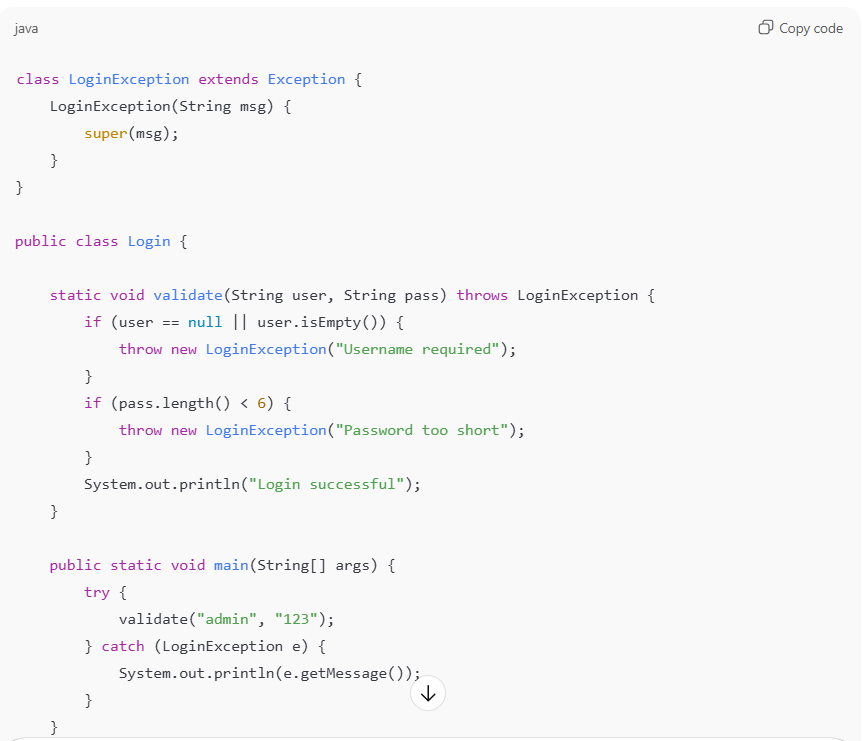 java
Copy code
class LoginException extends Exception {
    LoginException(String msg) {
        super(msg);
    }
}

public class Login {

    static void validate(String user, String pass) throws LoginException {
        if (user == null || user.isEmpty()) {
            throw new LoginException("Username required");
        }
        if (pass.length() < 6) {
            throw new LoginException("Password too short");
        }
        System.out.println("Login successful");
    }

    public static void main(String[] args) {
        try {
            validate("admin", "123");
        } catch (LoginException e) {
            System.out.println(e.getMessage());
        }
    }